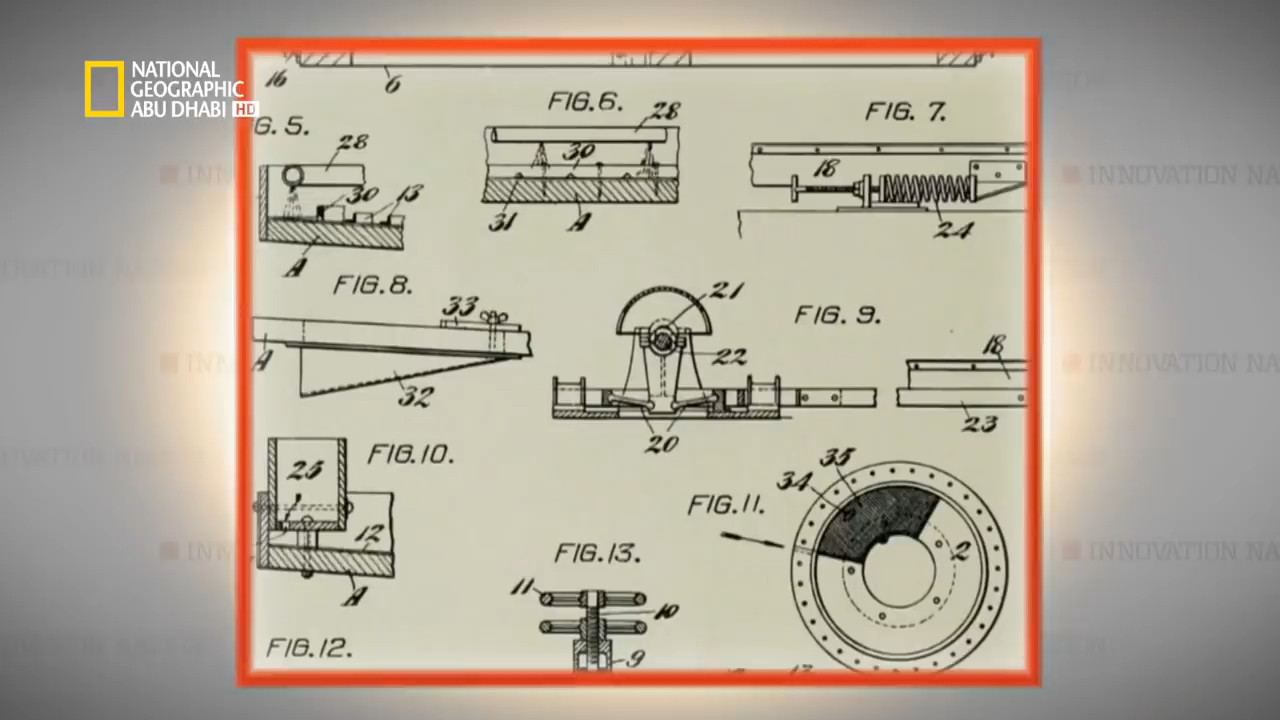 NATIONAL
GEOGRAPHIC
ABU DHABI HD
16
6
FIG.6.
28
FIG. 7.
G.5.
28
30
18
30
13
INNOVATION NA
31
A
24
A
FIG.8.
33
21
FIG. 9.
18
A
22
32
23
20
FIG.10.
35
25
34
FIG.11.
12
2
INNOVATION NA
FIG.13.
11
10
A
FIG.12.
9